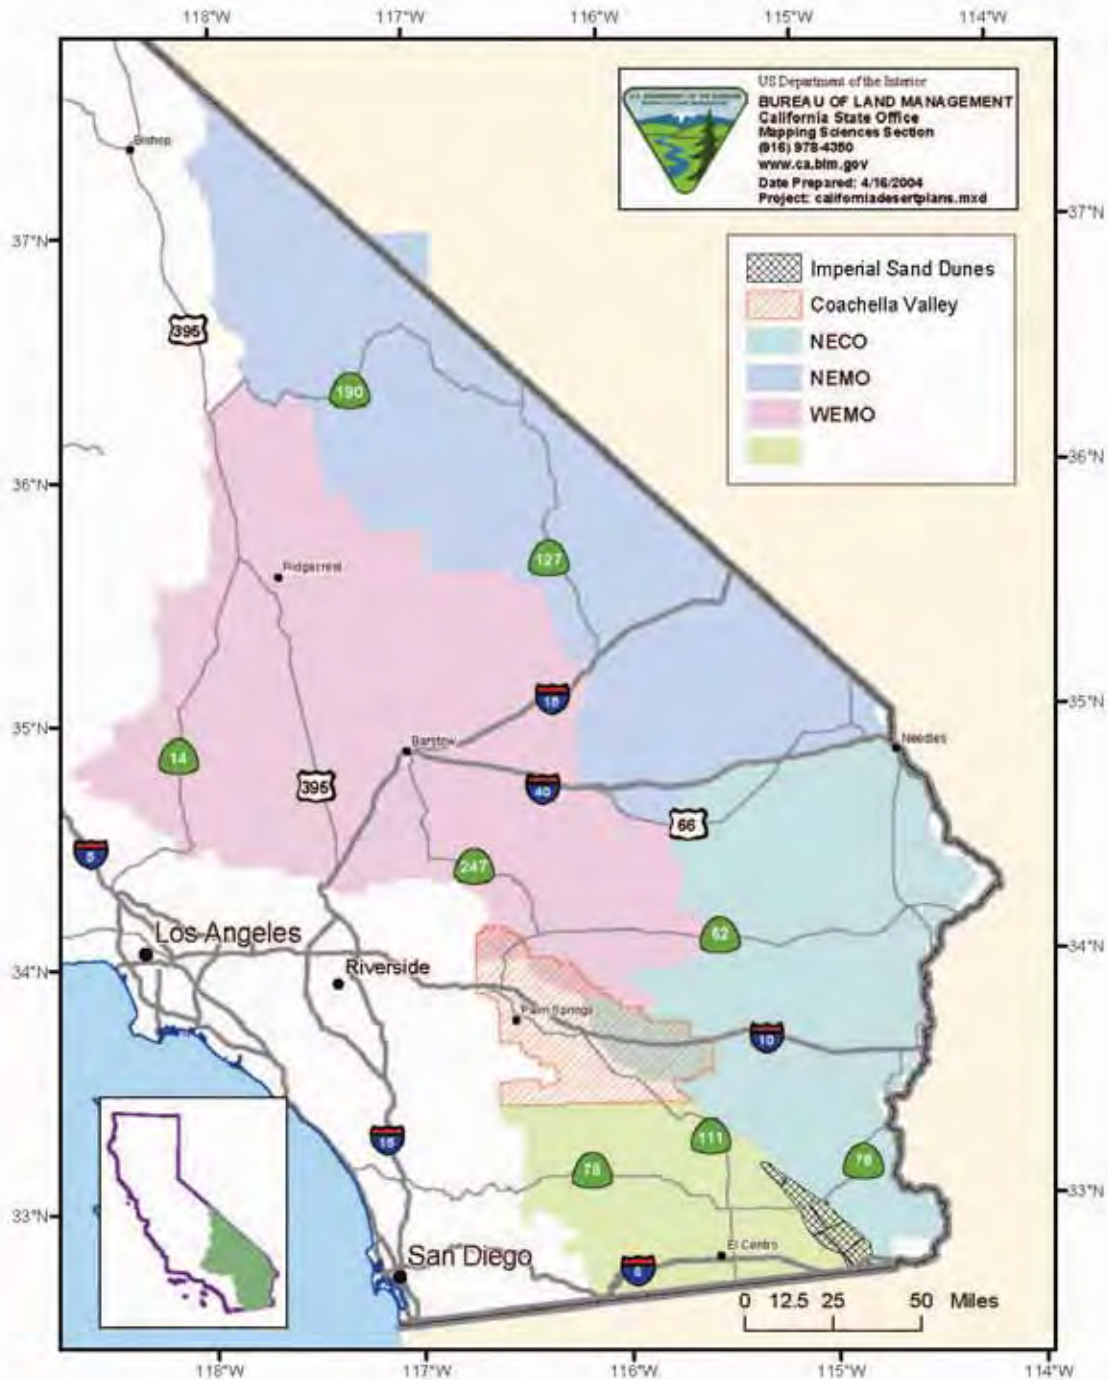 118°W 117°W 116°W 115°W 114°W
US Department of the Interior
BUREAU OF LAND MANAGEMENT
California State Office
Mapping Sciences Section
(916) 978-4360
www.ca.blm.gov
Date Prepared: 4/16/2004
Project: californiadesertplans.mxd
Bishop
37°N
37°N
Imperial Sand Dunes
Coachella Valley
NECO
NEMO
WEMO
395
190
36°N
36°N
127
Ridgecrest
15
35°N
35°N
Barstow
Needles
14
395
40
66
5
247
62
Los Angeles
34°N
34°N
Riverside
Palm Springs
10
15
111
78
78
33°N
33°N
El Centro
San Diego
8
0 12.5 25 50 Miles
118°W 117°W 116°W 115°W 114°W